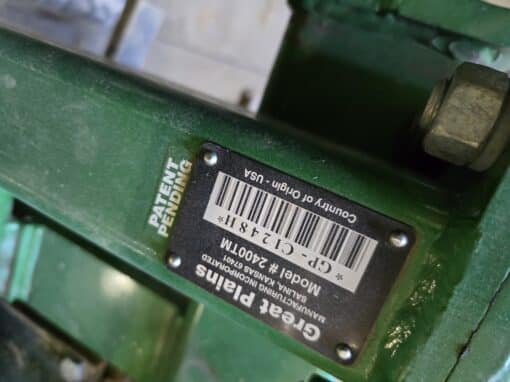 Great Plains
MANUFACTURING INCORPORATED
SALINA, KANSAS 67401
Model # 2400TM
*GP-C1248H*
Country of Origin - USA
PATENT
PENDING